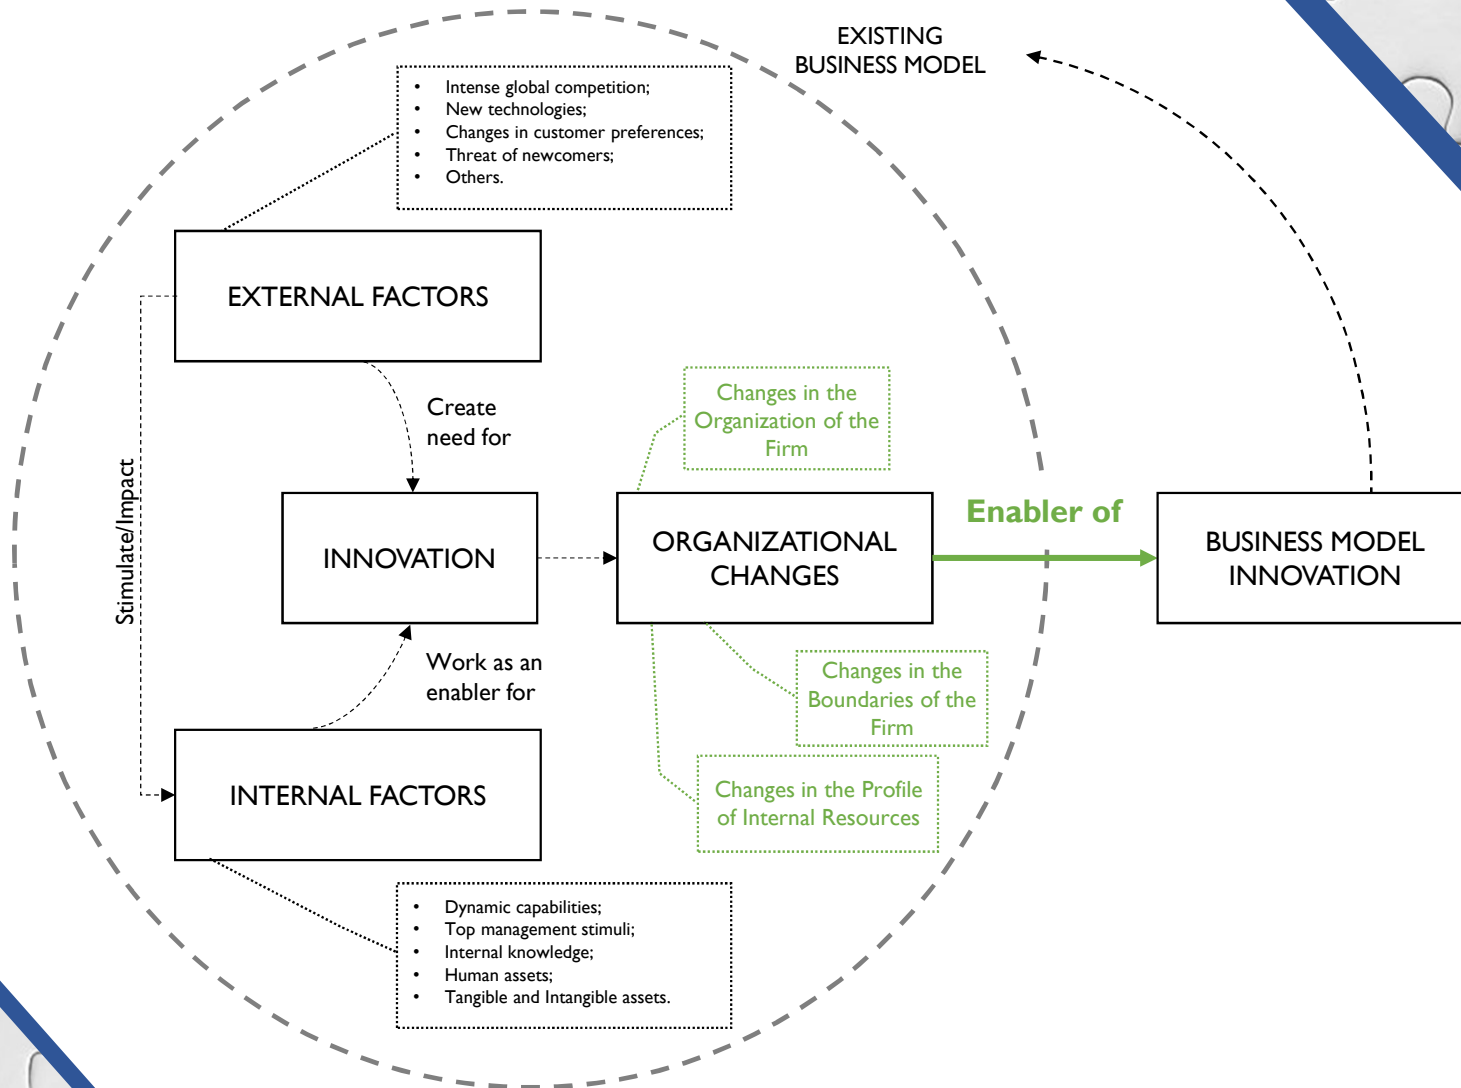 EXISTING
BUSINESS MODEL
• Intense global competition;
• New technologies;
• Changes in customer preferences;
• Threat of newcomers;
• Others.
EXTERNAL FACTORS
Create
need for
Stimulate/Impact
INNOVATION
Changes in the
Organization of the
Firm
ORGANIZATIONAL
CHANGES
Enabler of
BUSINESS MODEL
INNOVATION
Work as an
enabler for
Changes in the
Boundaries of the
Firm
INTERNAL FACTORS
Changes in the Profile
of Internal Resources
• Dynamic capabilities;
• Top management stimuli;
• Internal knowledge;
• Human assets;
• Tangible and Intangible assets.